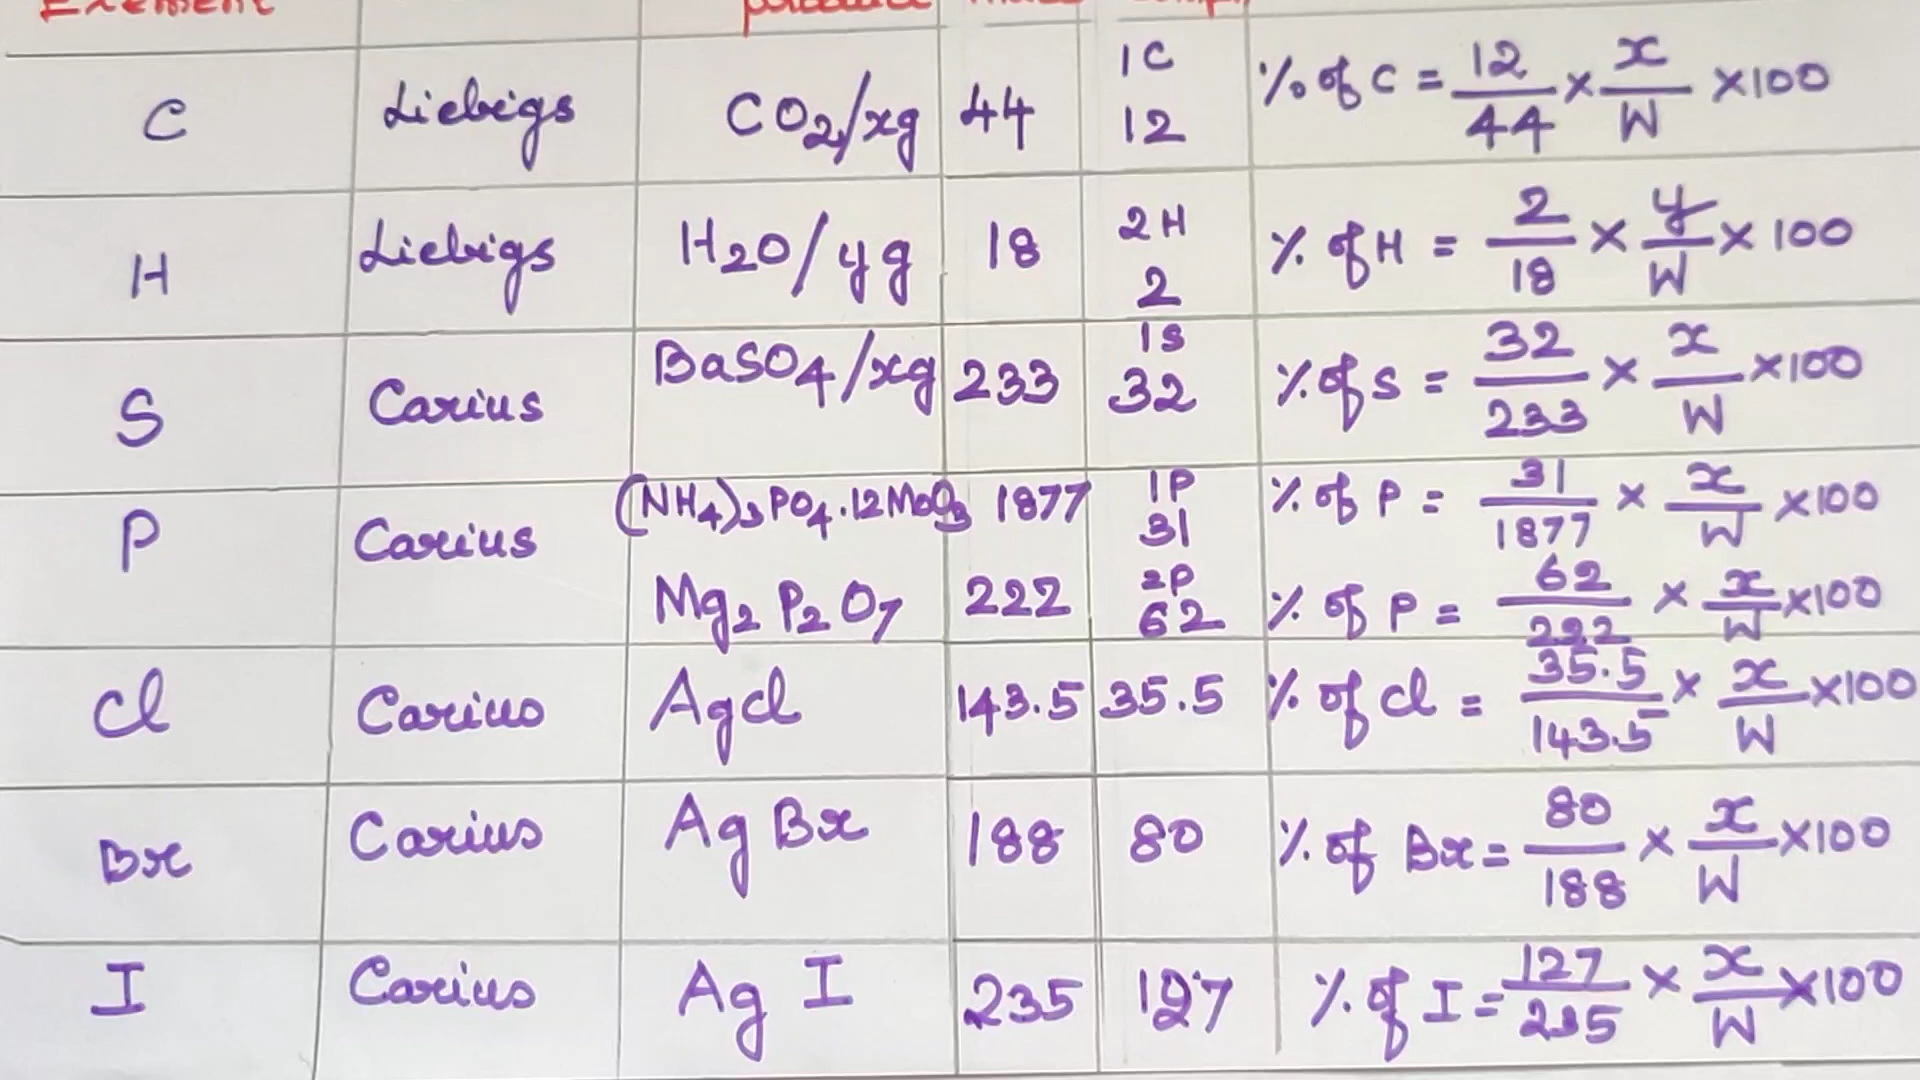 Element product
C Liebigs CO2/xg 44 1C 12 % of C = 12/44 × x/W ×100
H Liebigs H2O/yg 18 2H 2 % of H = 2/18 × y/W × 100
S Carius BaSO4/xg 233 1S 32 % of S = 32/233 × x/W ×100
P Carius (NH4)3PO4.12MoO3 1877 1P 31 % of P = 31/1877 × x/W ×100
Mg2P2O7 222 2P 62 % of P = 62/222 × x/W ×100
Cl Carius AgCl 143.5 35.5 % of Cl = 35.5/143.5 × x/W ×100
Br Carius AgBr 188 80 % of Br = 80/188 × x/W ×100
I Carius AgI 235 127 % of I = 127/235 × x/W ×100